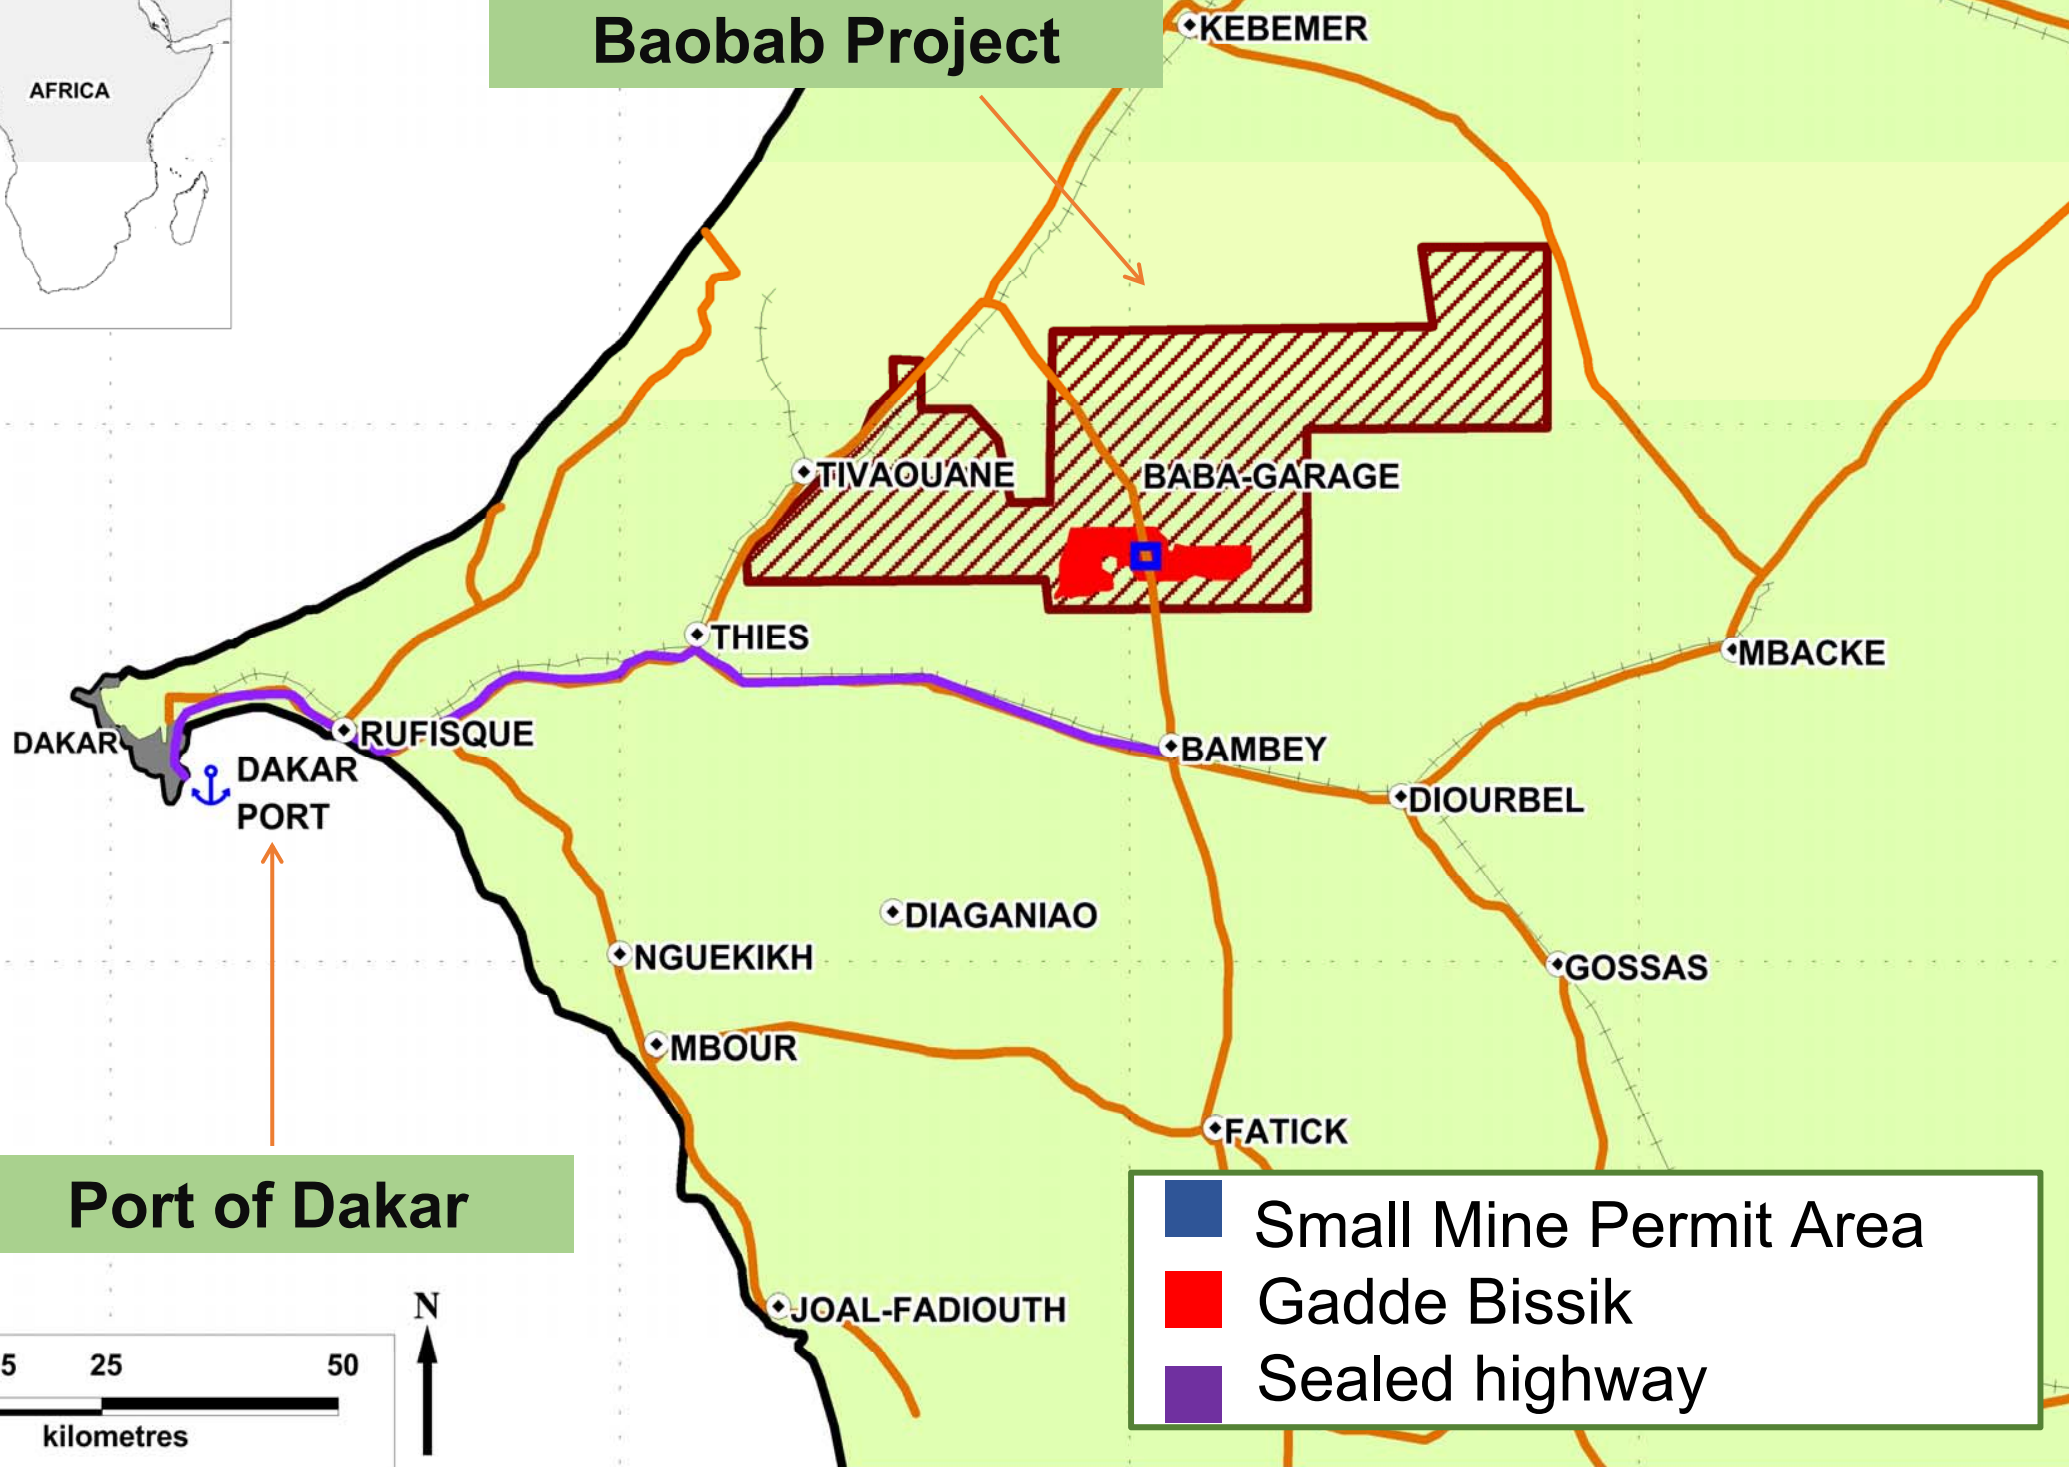 Baobab Project
KEBEMER
AFRICA
TIVAOUANE
BABA-GARAGE
THIES
MBACKE
RUFISQUE
DAKAR
BAMBEY
DAKAR
PORT
DIOURBEL
DIAGANIAO
NGUEKIKH
GOSSAS
MBOUR
FATICK
Port of Dakar
Small Mine Permit Area
Gadde Bissik
Sealed highway
JOAL-FADIOUTH
N
5 25 50
kilometres